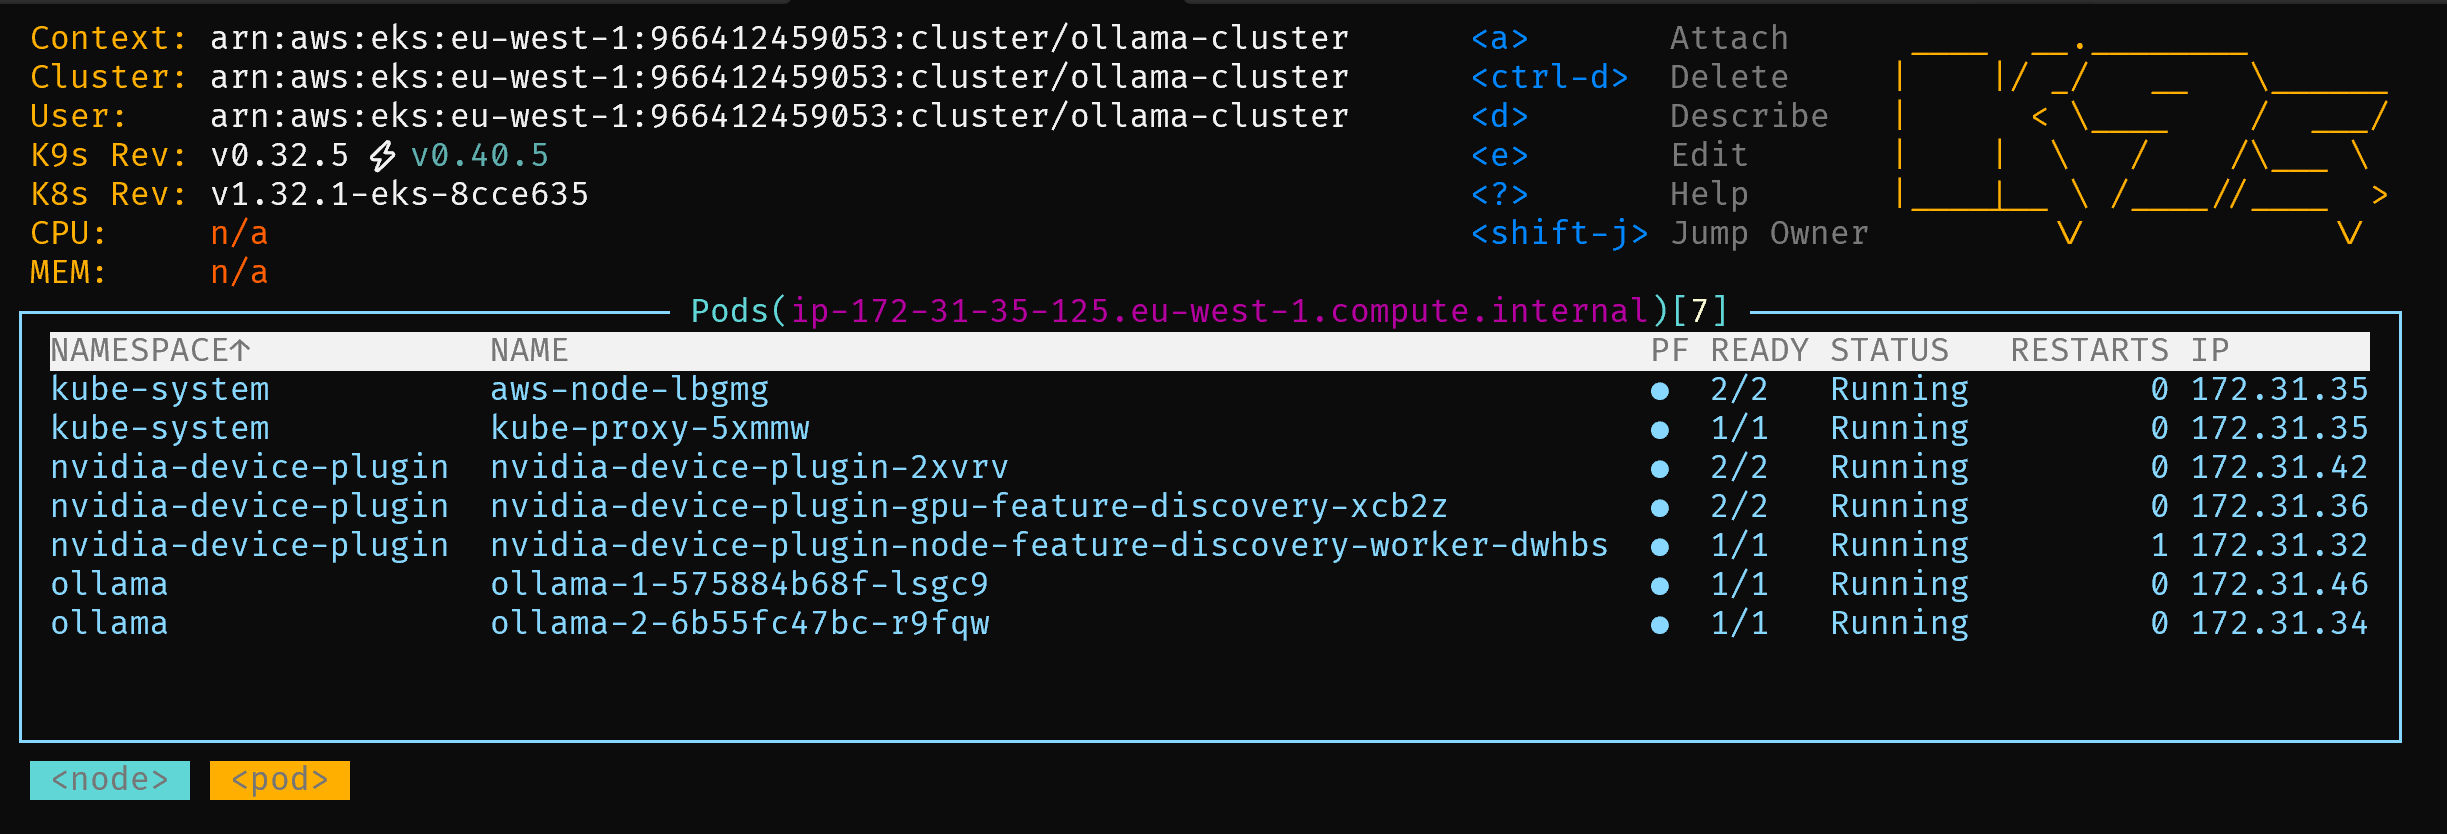 Context: arn:aws:eks:eu-west-1:966412459053:cluster/ollama-cluster <a> Attach
Cluster: arn:aws:eks:eu-west-1:966412459053:cluster/ollama-cluster <ctrl-d> Delete
User: arn:aws:eks:eu-west-1:966412459053:cluster/ollama-cluster <d> Describe
K9s Rev: v0.32.5 ⚡ v0.40.5 <e> Edit
K8s Rev: v1.32.1-eks-8cce635 <?> Help
CPU: n/a <shift-j> Jump Owner
MEM: n/a
Pods(ip-172-31-35-125.eu-west-1.compute.internal)[7]
NAMESPACE↑ NAME PF READY STATUS RESTARTS IP
kube-system aws-node-lbgmg ● 2/2 Running 0 172.31.35
kube-system kube-proxy-5xmmw ● 1/1 Running 0 172.31.35
nvidia-device-plugin nvidia-device-plugin-2xvrv ● 2/2 Running 0 172.31.42
nvidia-device-plugin nvidia-device-plugin-gpu-feature-discovery-xcb2z ● 2/2 Running 0 172.31.36
nvidia-device-plugin nvidia-device-plugin-node-feature-discovery-worker-dwhbs ● 1/1 Running 1 172.31.32
ollama ollama-1-575884b68f-lsgc9 ● 1/1 Running 0 172.31.46
ollama ollama-2-6b55fc47bc-r9fqw ● 1/1 Running 0 172.31.34
<node> <pod>